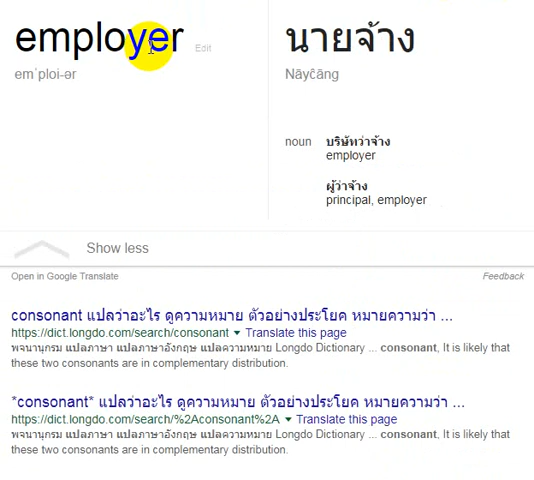 employer Edit
em'ploi-ər
นายจ้าง
Nāyc̄ĥāng
noun บริษัทว่าจ้าง
employer
ผู้ว่าจ้าง
principal, employer
Show less
Open in Google Translate Feedback
consonant แปลว่าอะไร ดูความหมาย ตัวอย่างประโยค หมายความว่า ...
https://dict.longdo.com/search/consonant Translate this page
พจนานุกรม แปลภาษา แปลภาษาอังกฤษ แปลความหมาย Longdo Dictionary ... consonant, It is likely that
these two consonants are in complementary distribution.
*consonant* แปลว่าอะไร ดูความหมาย ตัวอย่างประโยค หมายความว่า ...
https://dict.longdo.com/search/%2Aconsonant%2A Translate this page
พจนานุกรม แปลภาษา แปลภาษาอังกฤษ แปลความหมาย Longdo Dictionary ... consonant, It is likely that
these two consonants are in complementary distribution.